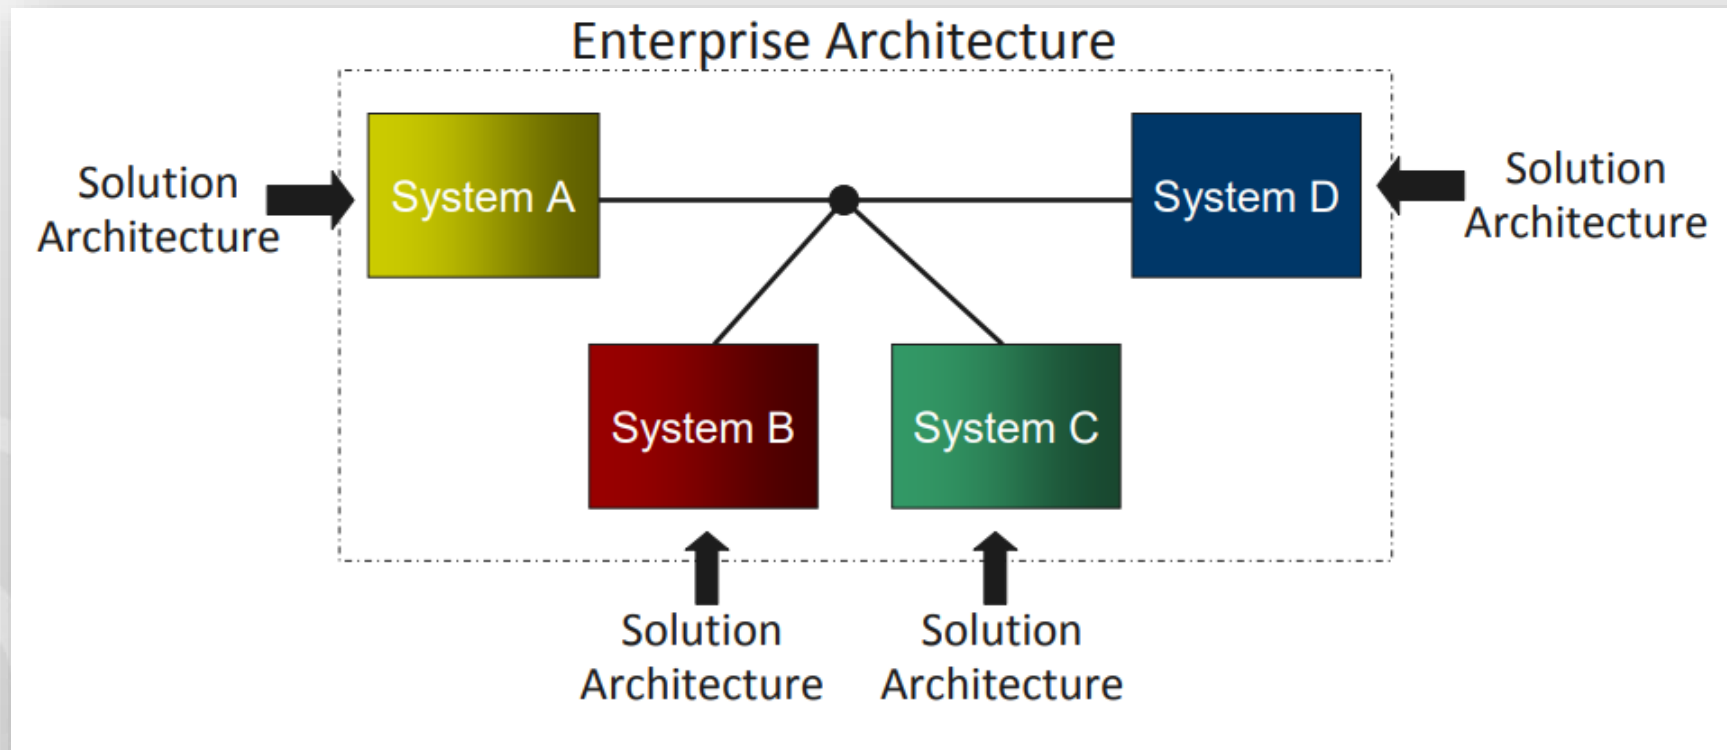 Enterprise Architecture
Solution
Architecture
System A
System D
Solution
Architecture
System B
System C
Solution
Architecture
Solution
Architecture